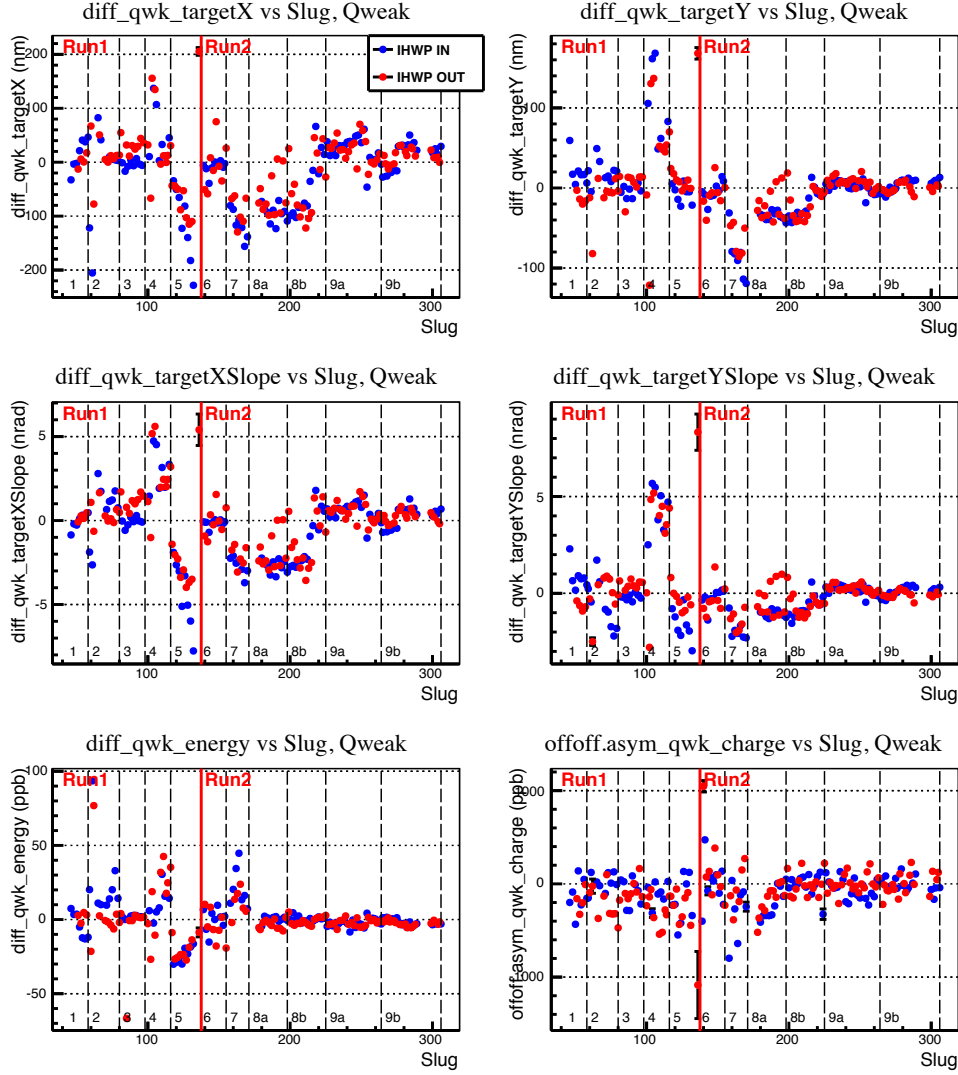 diff_qwk_targetX vs Slug, Qweak
diff_qwk_targetX (nm)
200
100
0
-100
-200
Run1
Run2
IHWP IN
IHWP OUT
1 2 3 4 5 6 7 8a 8b 9a 9b
100 200 300
Slug
diff_qwk_targetY vs Slug, Qweak
diff_qwk_targetY (nm)
100
0
-100
Run1
Run2
1 2 3 4 5 6 7 8a 8b 9a 9b
100 200 300
Slug
diff_qwk_targetXSlope vs Slug, Qweak
diff_qwk_targetXSlope (nrad)
5
0
-5
Run1
Run2
1 2 3 4 5 6 7 8a 8b 9a 9b
100 200 300
Slug
diff_qwk_targetYSlope vs Slug, Qweak
diff_qwk_targetYSlope (nrad)
5
0
Run1
Run2
1 2 3 4 5 6 7 8a 8b 9a 9b
100 200 300
Slug
diff_qwk_energy vs Slug, Qweak
diff_qwk_energy (ppb)
100
50
0
-50
Run1
Run2
1 2 3 4 5 6 7 8a 8b 9a 9b
100 200 300
Slug
offoff.asym_qwk_charge vs Slug, Qweak
offoff.asym_qwk_charge (ppb)
0
Run1
Run2
1 2 3 4 5 6 7 8a 8b 9a 9b
100 200 300
Slug